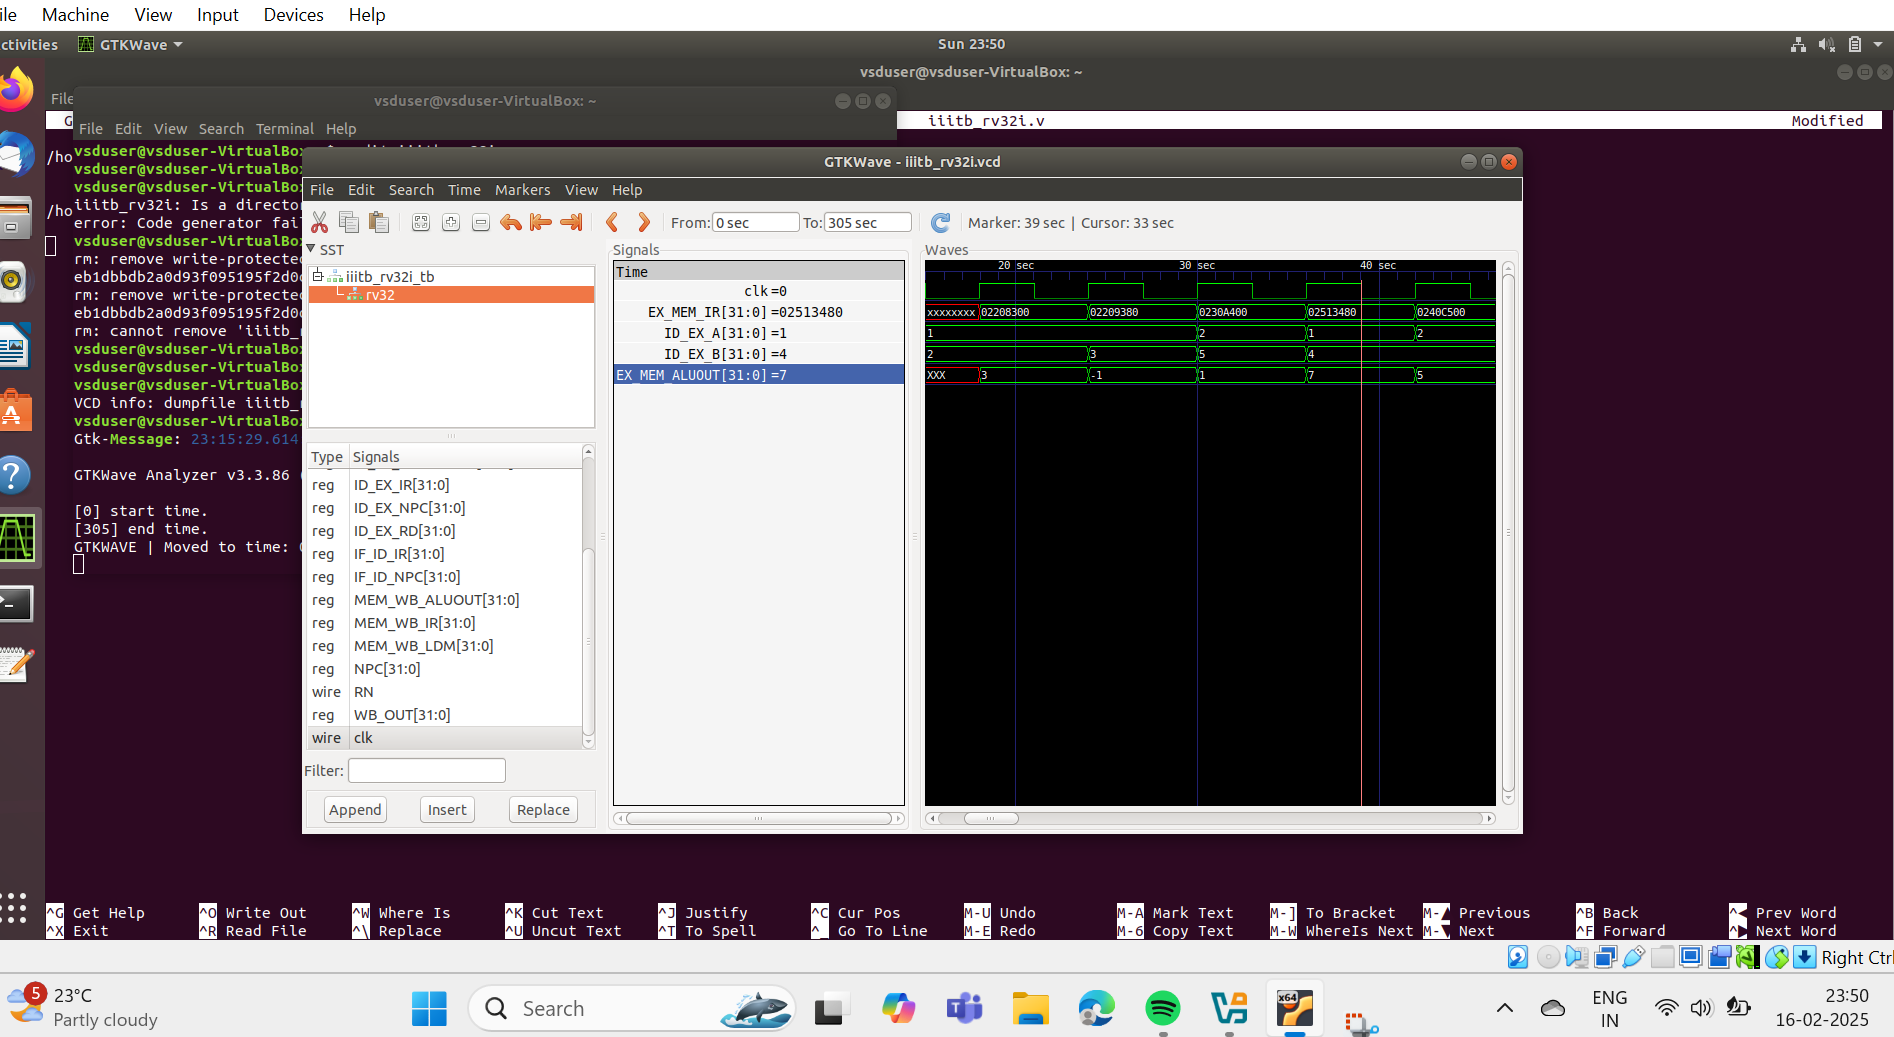 ile Machine View Input Devices Help
ctivities GTKWave Sun 23:50
vsduser@vsduser-VirtualBox: ~
File
vsduser@vsduser-VirtualBox: ~
G iiitb_rv32i.v Modified
File Edit View Search Terminal Help
/ho
vsduser@vsduser-VirtualBox
vsduser@vsduser-VirtualBox
vsduser@vsduser-VirtualBox
iiitb_rv32i: Is a director
/ho
error: Code generator fail
vsduser@vsduser-VirtualBox
rm: remove write-protected
eb1dbbdb2a0d93f095195f2d0c
rm: remove write-protected
eb1dbbdb2a0d93f095195f2d0c
rm: cannot remove 'iiitb_r
vsduser@vsduser-VirtualBox
vsduser@vsduser-VirtualBox
vsduser@vsduser-VirtualBox
VCD info: dumpfile iiitb_r
vsduser@vsduser-VirtualBox
Gtk-Message: 23:15:29.614
GTKWave Analyzer v3.3.86
[0] start time.
[305] end time.
GTKWAVE | Moved to time: 0
GTKWave - iiitb_rv32i.vcd
File Edit Search Time Markers View Help
From: 0 sec To: 305 sec Marker: 39 sec | Cursor: 33 sec
SST
iiitb_rv32i_tb
rv32
Type Signals
reg ID_EX_IR[31:0]
reg ID_EX_NPC[31:0]
reg ID_EX_RD[31:0]
reg IF_ID_IR[31:0]
reg IF_ID_NPC[31:0]
reg MEM_WB_ALUOUT[31:0]
reg MEM_WB_IR[31:0]
reg MEM_WB_LDM[31:0]
reg NPC[31:0]
wire RN
reg WB_OUT[31:0]
wire clk
Filter:
Append Insert Replace
Signals
Time
clk =0
EX_MEM_IR[31:0] =02513480
ID_EX_A[31:0] =1
ID_EX_B[31:0] =4
EX_MEM_ALUOUT[31:0] =7
Waves
20 sec 30 sec 40 sec
xxxxxxxx 02208300 02209380 0230A400 02513480 0240C500
1 2 1 2
2 3 5 4
XXX 3 -1 1 7 5
^G Get Help ^O Write Out ^W Where Is ^K Cut Text ^J Justify ^C Cur Pos M-U Undo M-A Mark Text M-] To Bracket M-▲ Previous ^B Back ^◀ Prev Word
^X Exit ^R Read File ^\ Replace ^U Uncut Text ^T To Spell ^_ Go To Line M-E Redo M-6 Copy Text M-W WhereIs Next M-▼ Next ^F Forward ^▶ Next Word
Right Ctrl
5 23°C
Partly cloudy
Search
x64
ENG
IN
23:50
16-02-2025